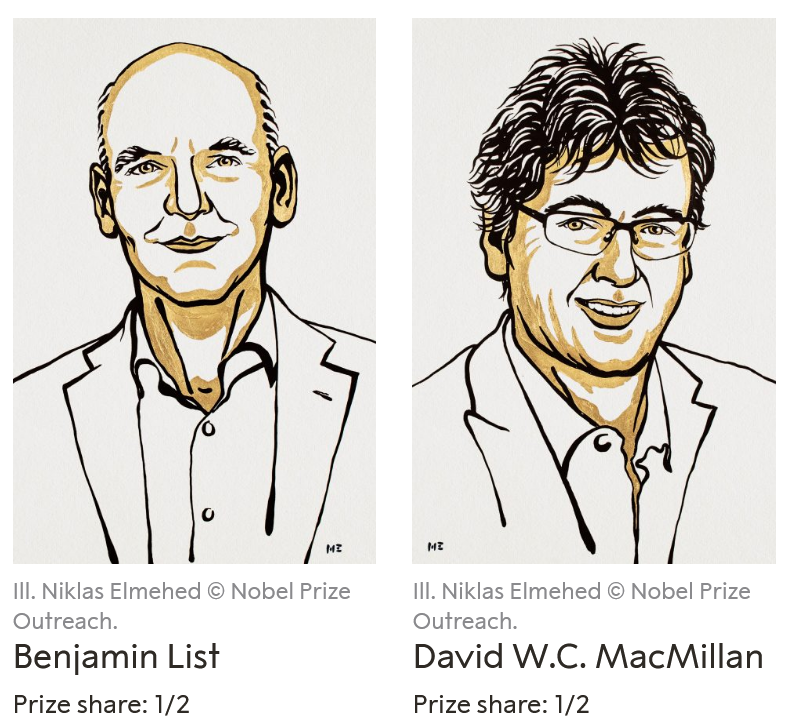 Ill. Niklas Elmehed © Nobel Prize
Outreach.
Benjamin List
Prize share: 1/2
Ill. Niklas Elmehed © Nobel Prize
Outreach.
David W.C. MacMillan
Prize share: 1/2